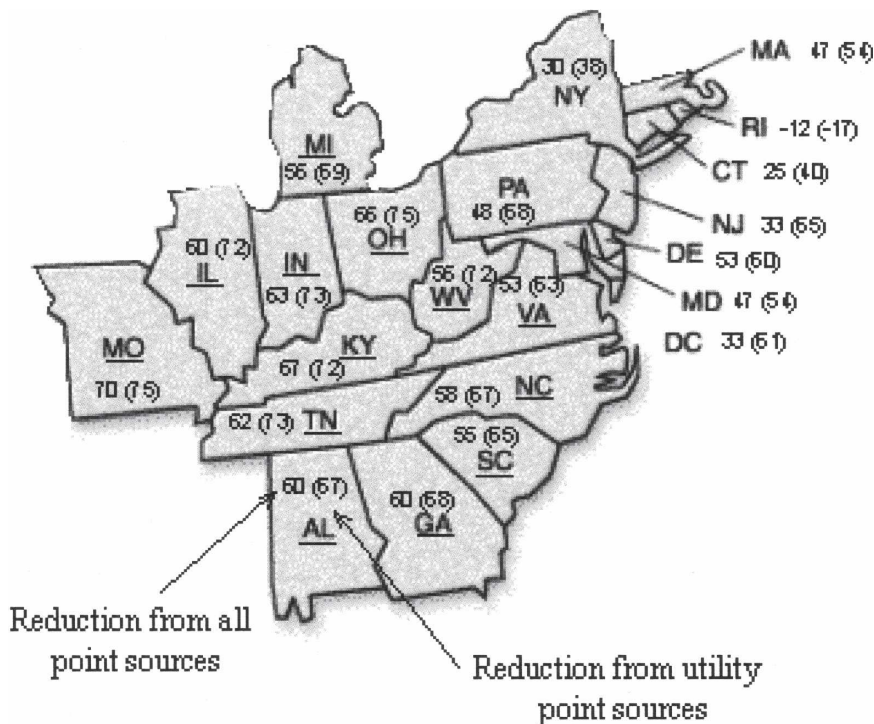 30 (38)
NY
MA 47 (54)
RI -12 (-17)
CT 25 (40)
MI
56 (69)
PA
48 (68)
NJ 33 (65)
66 (75)
OH
60 (72)
IL
IN
63 (73)
56 (72)
WV
53 (63)
VA
DE 53 (60)
MD 47 (54)
DC 33 (61)
MO
70 (75)
KY
67 (72)
NC
58 (67)
62 (73) TN
55 (65)
SC
60 (67)
AL
60 (68)
GA
Reduction from all
point sources
Reduction from utility
point sources